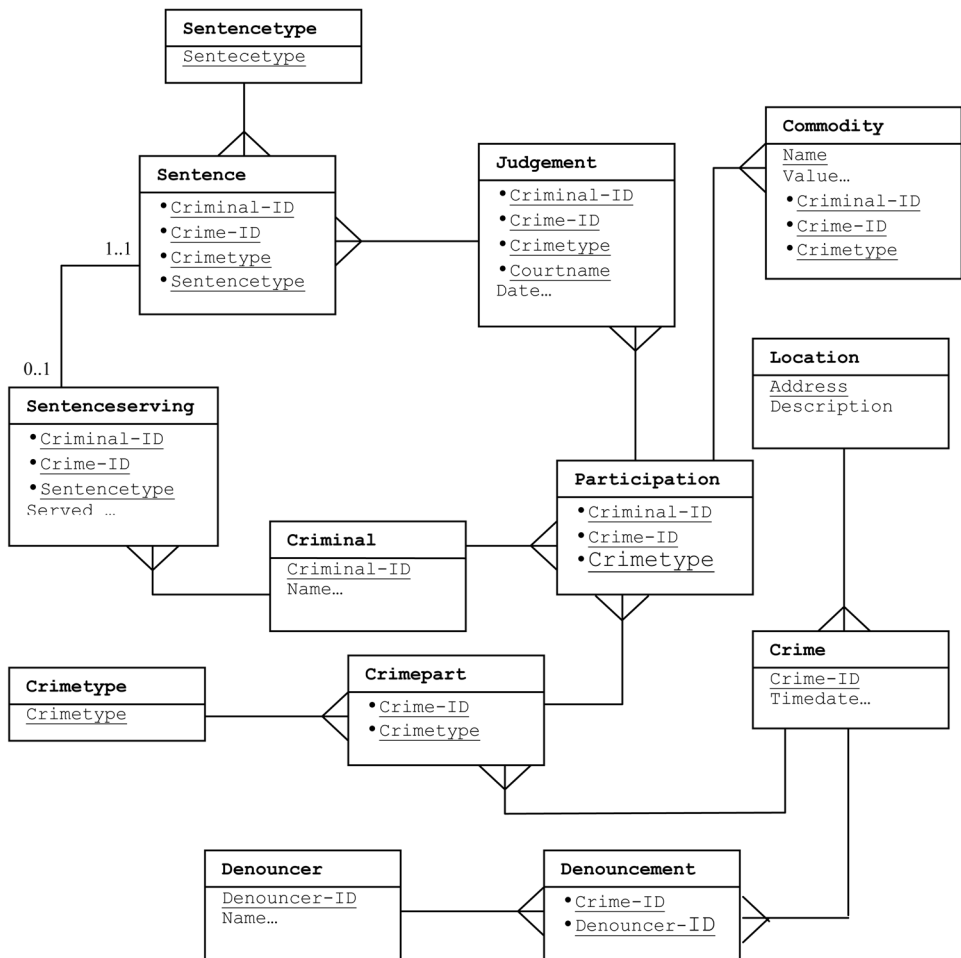 Sentencetype
Sentecetype
Sentence
•Criminal-ID
•Crime-ID
•Crimetype
•Sentencetype
Judgement
•Criminal-ID
•Crime-ID
•Crimetype
•Courtname
Date…
Commodity
Name
Value…
•Criminal-ID
•Crime-ID
•Crimetype
1..1
0..1
Sentenceserving
•Criminal-ID
•Crime-ID
•Sentencetype
Served …
Location
Address
Description
Participation
•Criminal-ID
•Crime-ID
•Crimetype
Criminal
Criminal-ID
Name…
Crimetype
Crimetype
Crimepart
•Crime-ID
•Crimetype
Crime
Crime-ID
Timedate…
Denouncer
Denouncer-ID
Name…
Denouncement
•Crime-ID
•Denouncer-ID